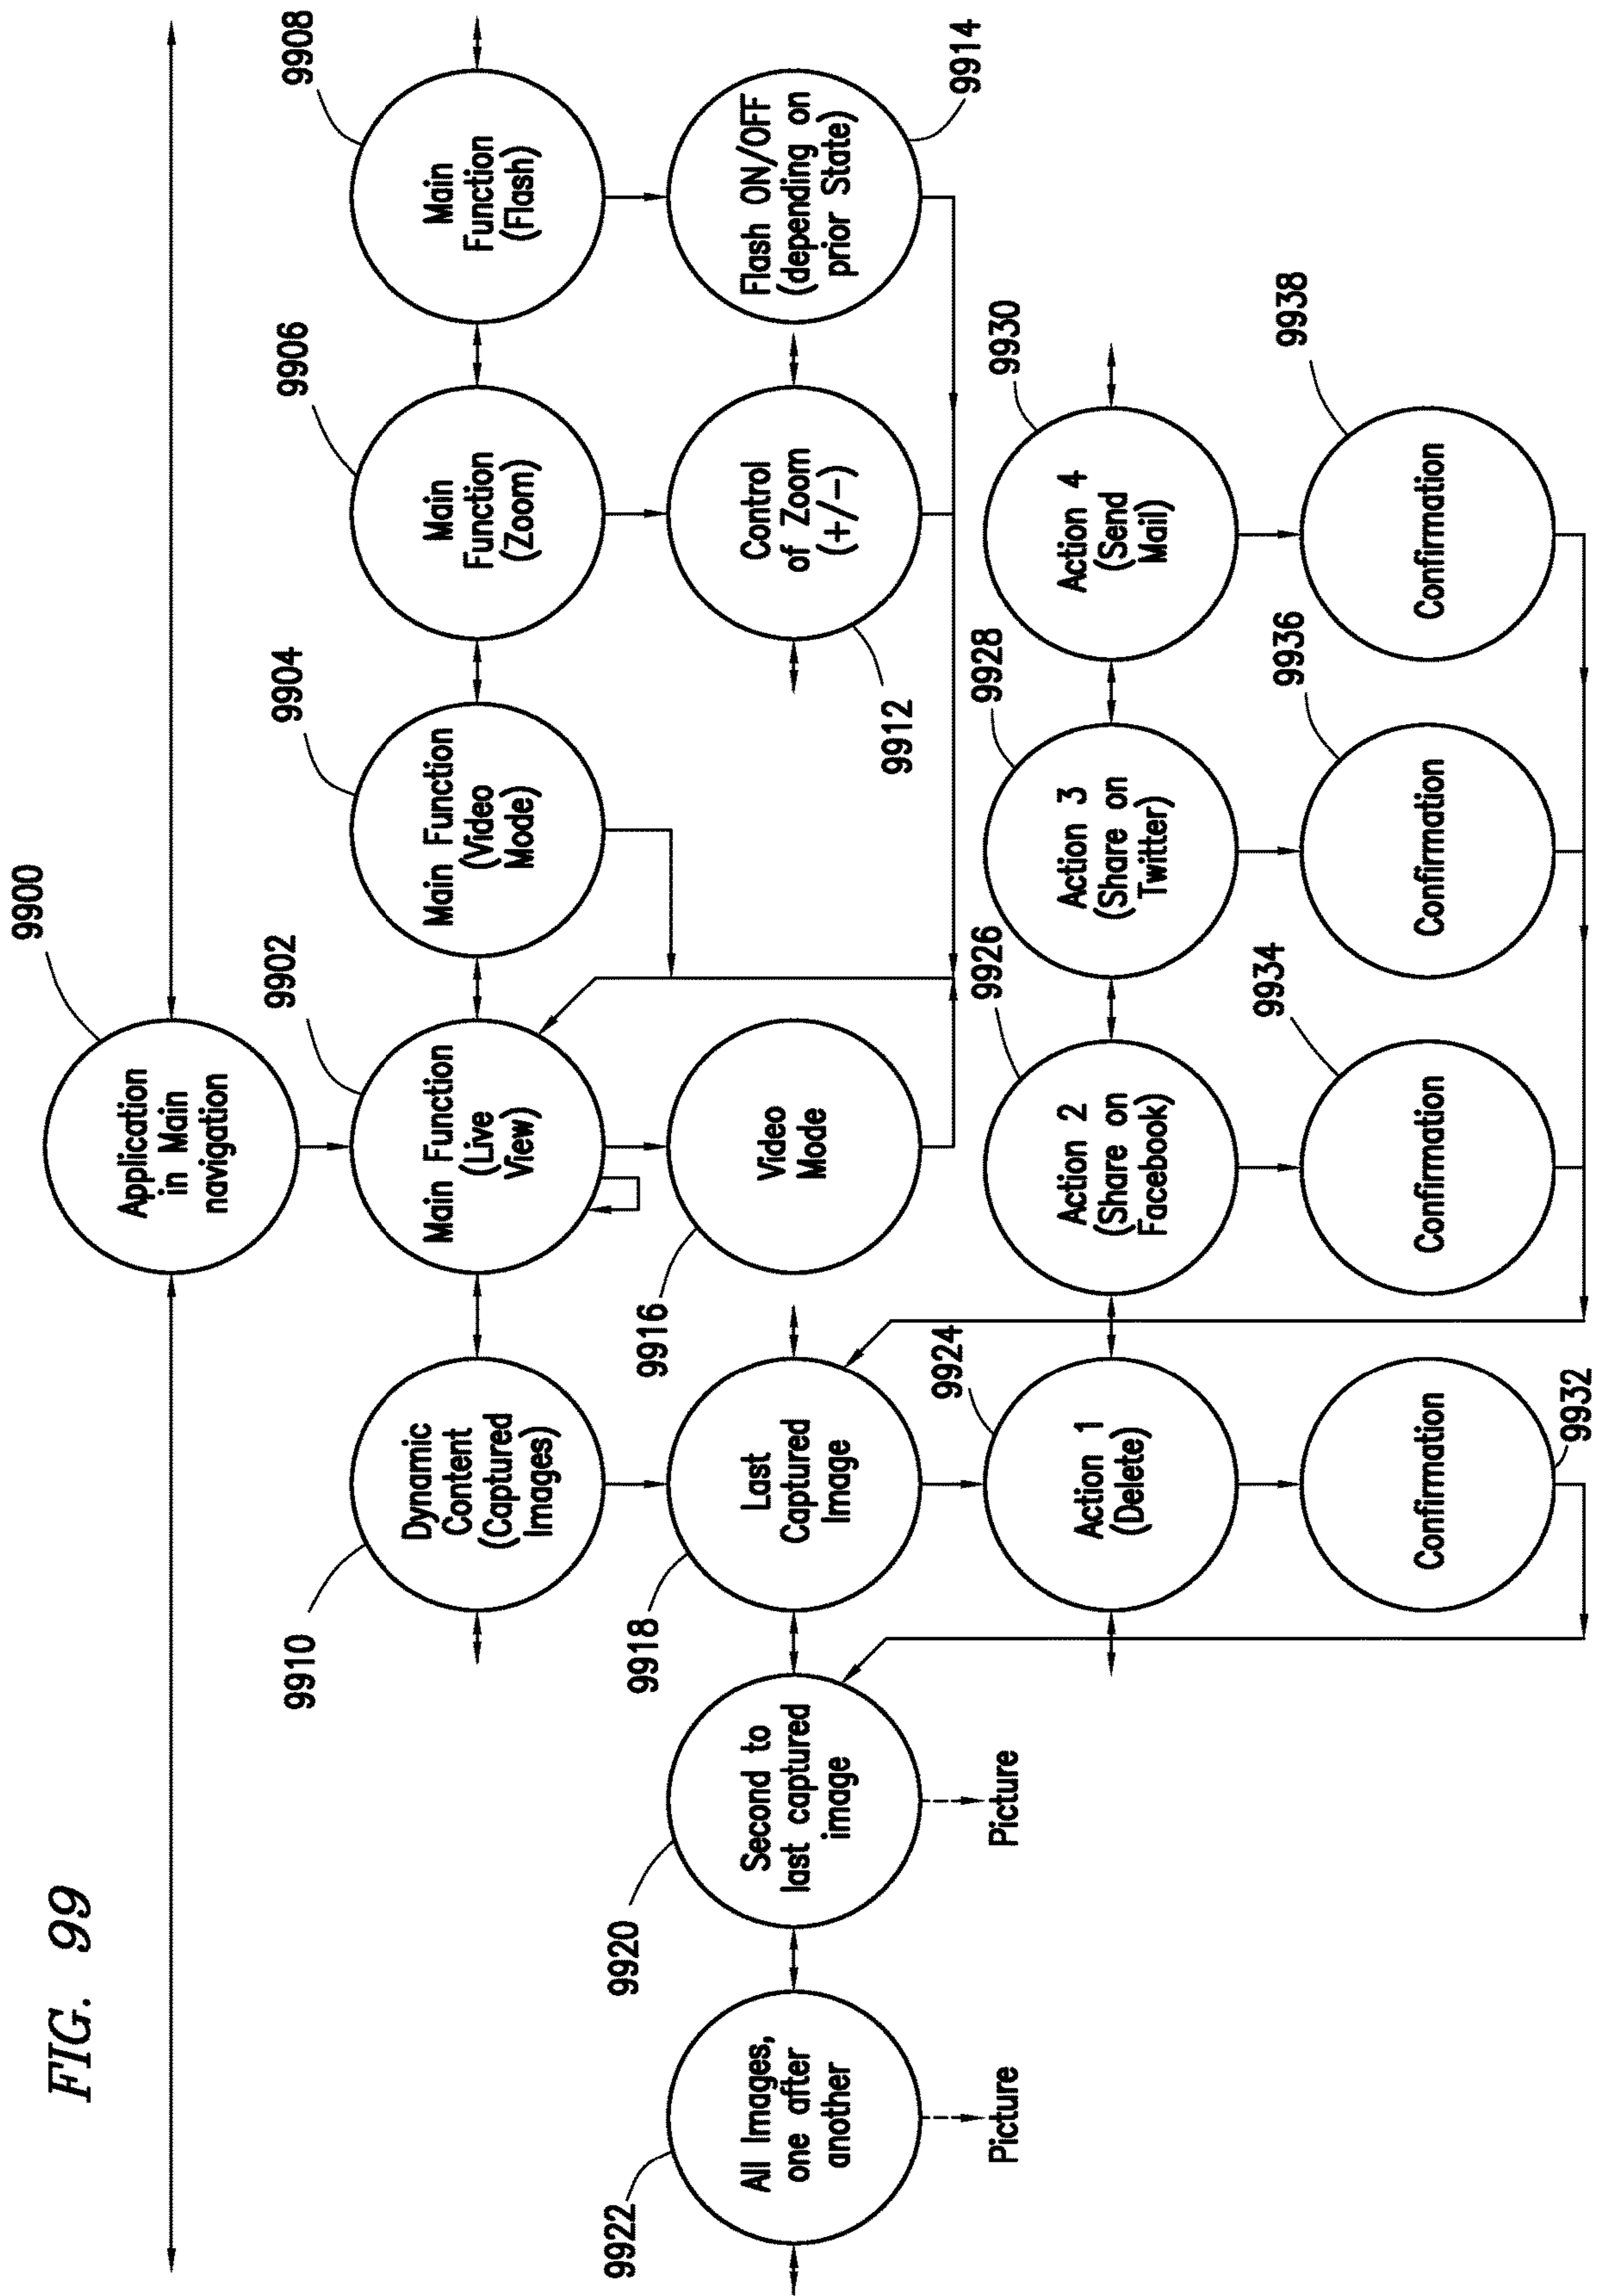 FIG. 99
9900
Application
in Main
navigation
9910
Dynamic
Content
(Captured
Images)
9902
Main Function
(Live
View)
9904
Main Function
(Video
Mode)
9906
Main
Function
(Zoom)
9908
Main
Function
(Flash)
9922
All Images,
one after
another
Picture
9920
Second to
last captured
image
Picture
9918
Last
Captured
Image
9916
Video
Mode
9912
Control
of Zoom
(+/−)
9914
Flash ON/OFF
(depending on
prior State)
9924
Action 1
(Delete)
9926
Action 2
(Share on
Facebook)
9928
Action 3
(Share on
Twitter)
9930
Action 4
(Send
Mail)
9932
Confirmation
9934
Confirmation
9936
Confirmation
9938
Confirmation